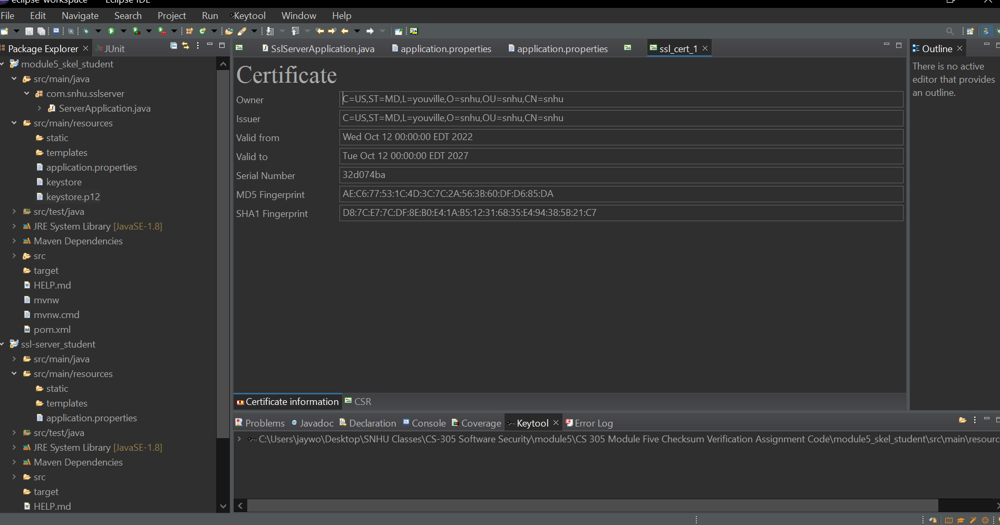 eclipse-workspace - Eclipse IDE
File Edit Navigate Search Project Run Keytool Window Help
Package Explorer
JUnit
SslServerApplication.java
application.properties
application.properties
ssl_cert_1
Outline
module5_skel_student
src/main/java
com.snhu.sslserver
ServerApplication.java
src/main/resources
static
templates
application.properties
keystore
keystore.p12
src/test/java
JRE System Library [JavaSE-1.8]
Maven Dependencies
src
target
HELP.md
mvnw
mvnw.cmd
pom.xml
ssl-server_student
src/main/java
src/main/resources
static
templates
application.properties
src/test/java
JRE System Library [JavaSE-1.8]
Maven Dependencies
src
target
HELP.md
Certificate
Owner C=US,ST=MD,L=youville,O=snhu,OU=snhu,CN=snhu
Issuer C=US,ST=MD,L=youville,O=snhu,OU=snhu,CN=snhu
Valid from Wed Oct 12 00:00:00 EDT 2022
Valid to Tue Oct 12 00:00:00 EDT 2027
Serial Number 32d074ba
MD5 Fingerprint AE:C6:77:53:1C:4D:3C:7C:2A:56:3B:60:DF:D6:85:DA
SHA1 Fingerprint D8:7C:E7:7C:DF:8E:B0:E4:1A:B5:12:31:68:35:E4:94:38:5B:21:C7
Certificate information CSR
There is no active
editor that provides
an outline.
Problems Javadoc Declaration Console Coverage Keytool Error Log
C:\Users\jaywo\Desktop\SNHU Classes\CS-305 Software Security\module5\CS 305 Module Five Checksum Verification Assignment Code\module5_skel_student\src\main\resourc